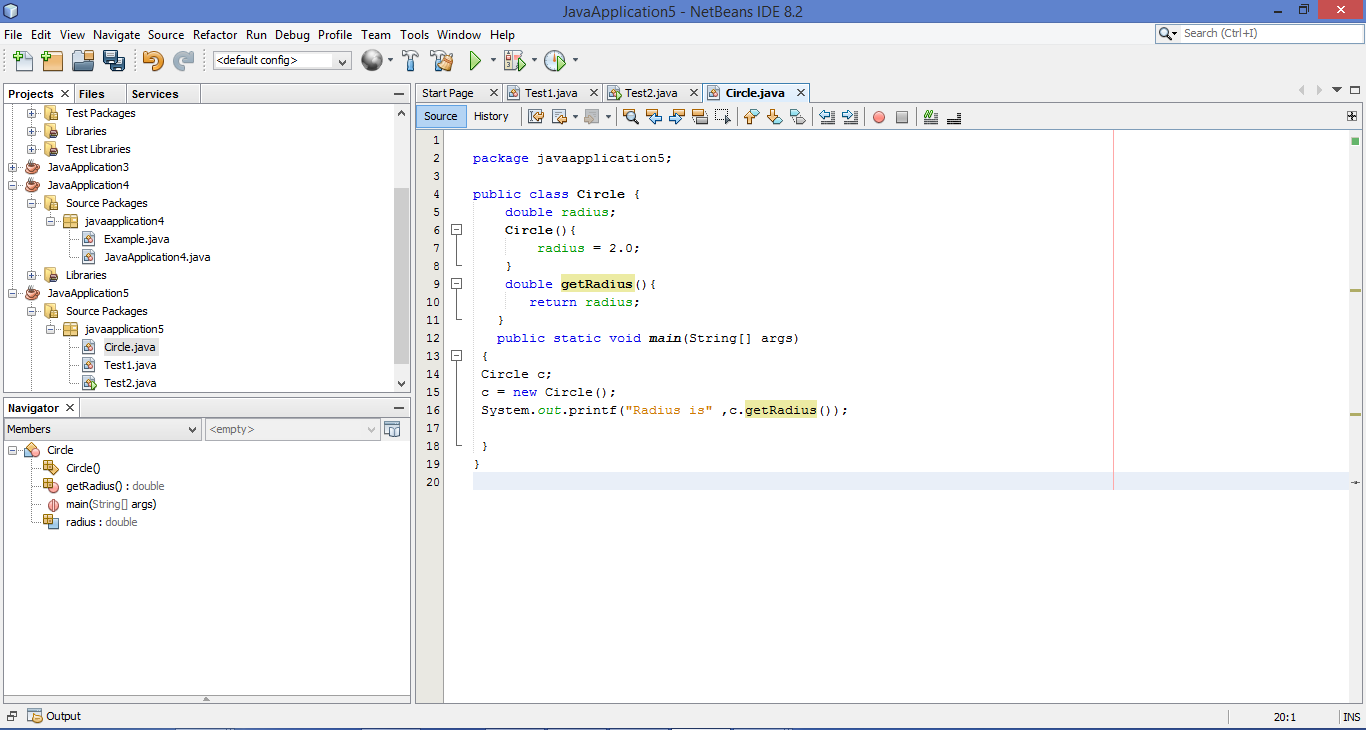 JavaApplication5 - NetBeans IDE 8.2
File Edit View Navigate Source Refactor Run Debug Profile Team Tools Window Help
Search (Ctrl+I)
<default config>
Projects Files Services
Test Packages
Libraries
Test Libraries
JavaApplication3
JavaApplication4
Source Packages
javaapplication4
Example.java
JavaApplication4.java
Libraries
JavaApplication5
Source Packages
javaapplication5
Circle.java
Test1.java
Test2.java
Navigator
Members <empty>
Circle
Circle()
getRadius() : double
main(String[] args)
radius : double
Start Page Test1.java Test2.java Circle.java
Source History
1
2 package javaapplication5;
3
4 public class Circle {
5 double radius;
6 Circle(){
7 radius = 2.0;
8 }
9 double getRadius(){
10 return radius;
11 }
12 public static void main(String[] args)
13 {
14 Circle c;
15 c = new Circle();
16 System.out.printf("Radius is" ,c.getRadius());
17
18 }
19 }
20
Output
20:1 INS